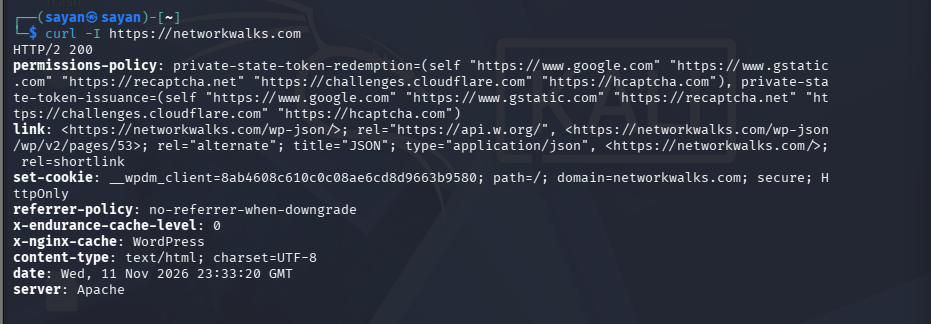 ┌──(sayan㉿sayan)-[~]
└─$ curl -I https://networkwalks.com
HTTP/2 200
permissions-policy: private-state-token-redemption=(self "https://www.google.com" "https://www.gstatic
.com" "https://recaptcha.net" "https://challenges.cloudflare.com" "https://hcaptcha.com"), private-sta
te-token-issuance=(self "https://www.google.com" "https://www.gstatic.com" "https://recaptcha.net" "ht
tps://challenges.cloudflare.com" "https://hcaptcha.com")
link: <https://networkwalks.com/wp-json/>; rel="https://api.w.org/", <https://networkwalks.com/wp-json
/wp/v2/pages/53>; rel="alternate"; title="JSON"; type="application/json", <https://networkwalks.com/>;
 rel=shortlink
set-cookie: __wpdm_client=8ab4608c610c0c08ae6cd8d9663b9580; path=/; domain=networkwalks.com; secure; H
ttpOnly
referrer-policy: no-referrer-when-downgrade
x-endurance-cache-level: 0
x-nginx-cache: WordPress
content-type: text/html; charset=UTF-8
date: Wed, 11 Nov 2026 23:33:20 GMT
server: Apache
KALI